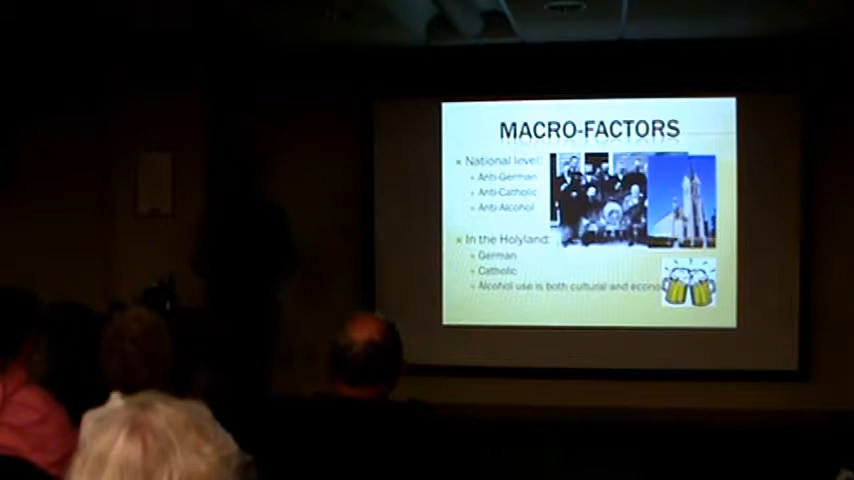 MACRO-FACTORS
National level:
Anti-German
Anti-Catholic
Anti-Alcohol
In the Holyland:
German
Catholic
Alcohol use is both cultural and econo